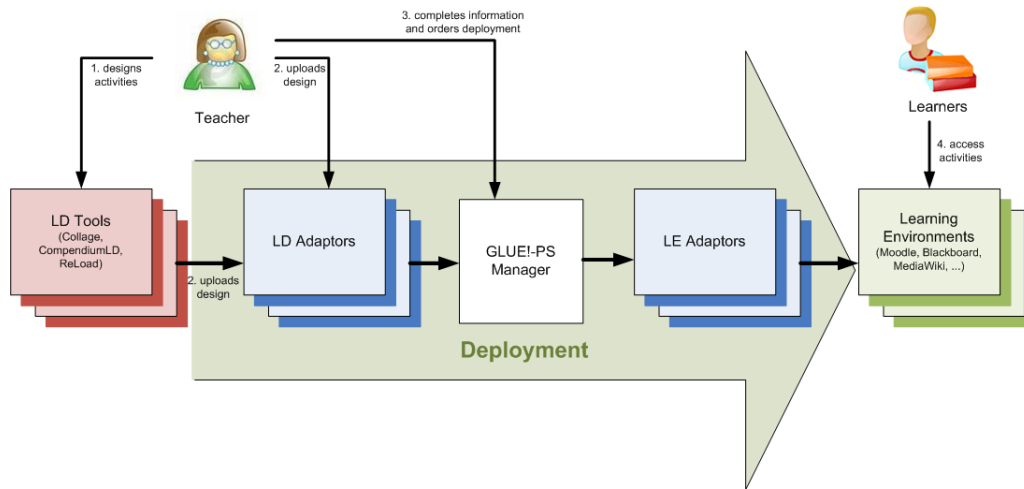 3. completes information
and orders deployment
1. designs
activities
2. uploads
design
Teacher
Learners
4. access
activities
LD Tools
(Collage,
CompendiumLD,
ReLoad)
2. uploads
design
LD Adaptors
GLUE!-PS
Manager
LE Adaptors
Learning
Environments
(Moodle, Blackboard,
MediaWiki, ...)
Deployment